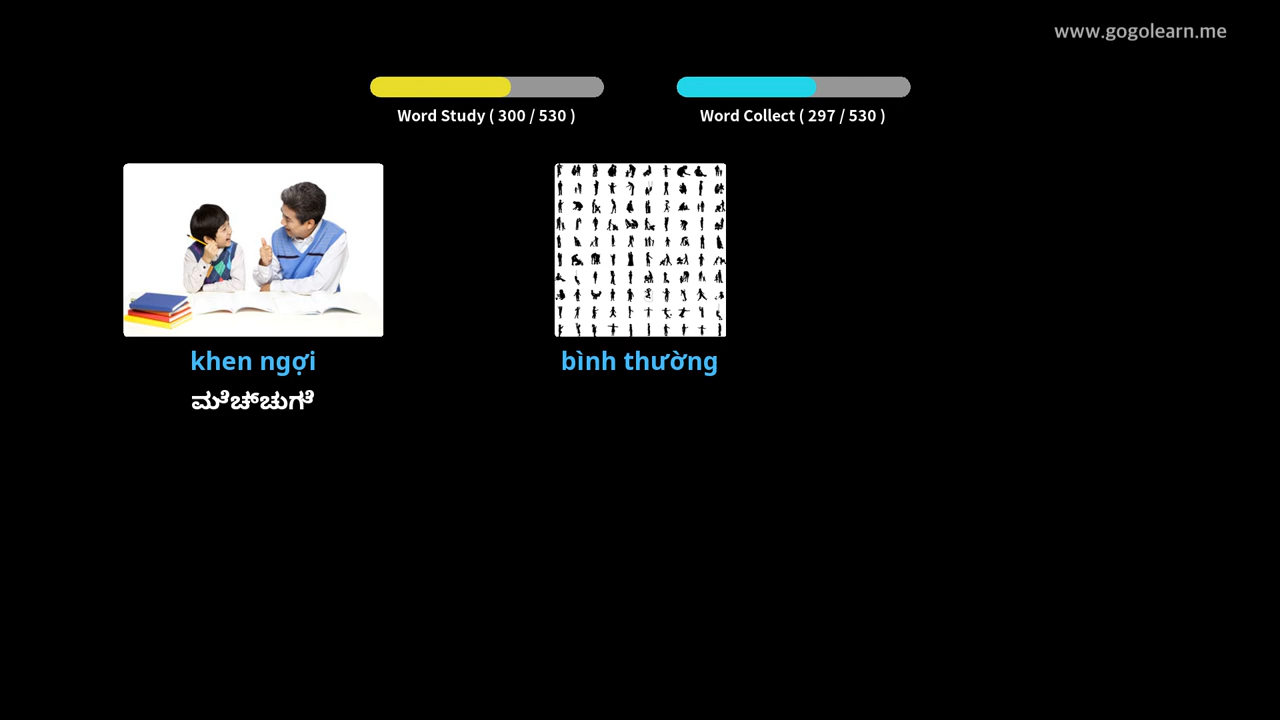 www.gogolearn.me
Word Study ( 300 / 530 )
Word Collect ( 297 / 530 )
khen ngợi
bình thường
ಮೆಚ್ಚುಗೆ